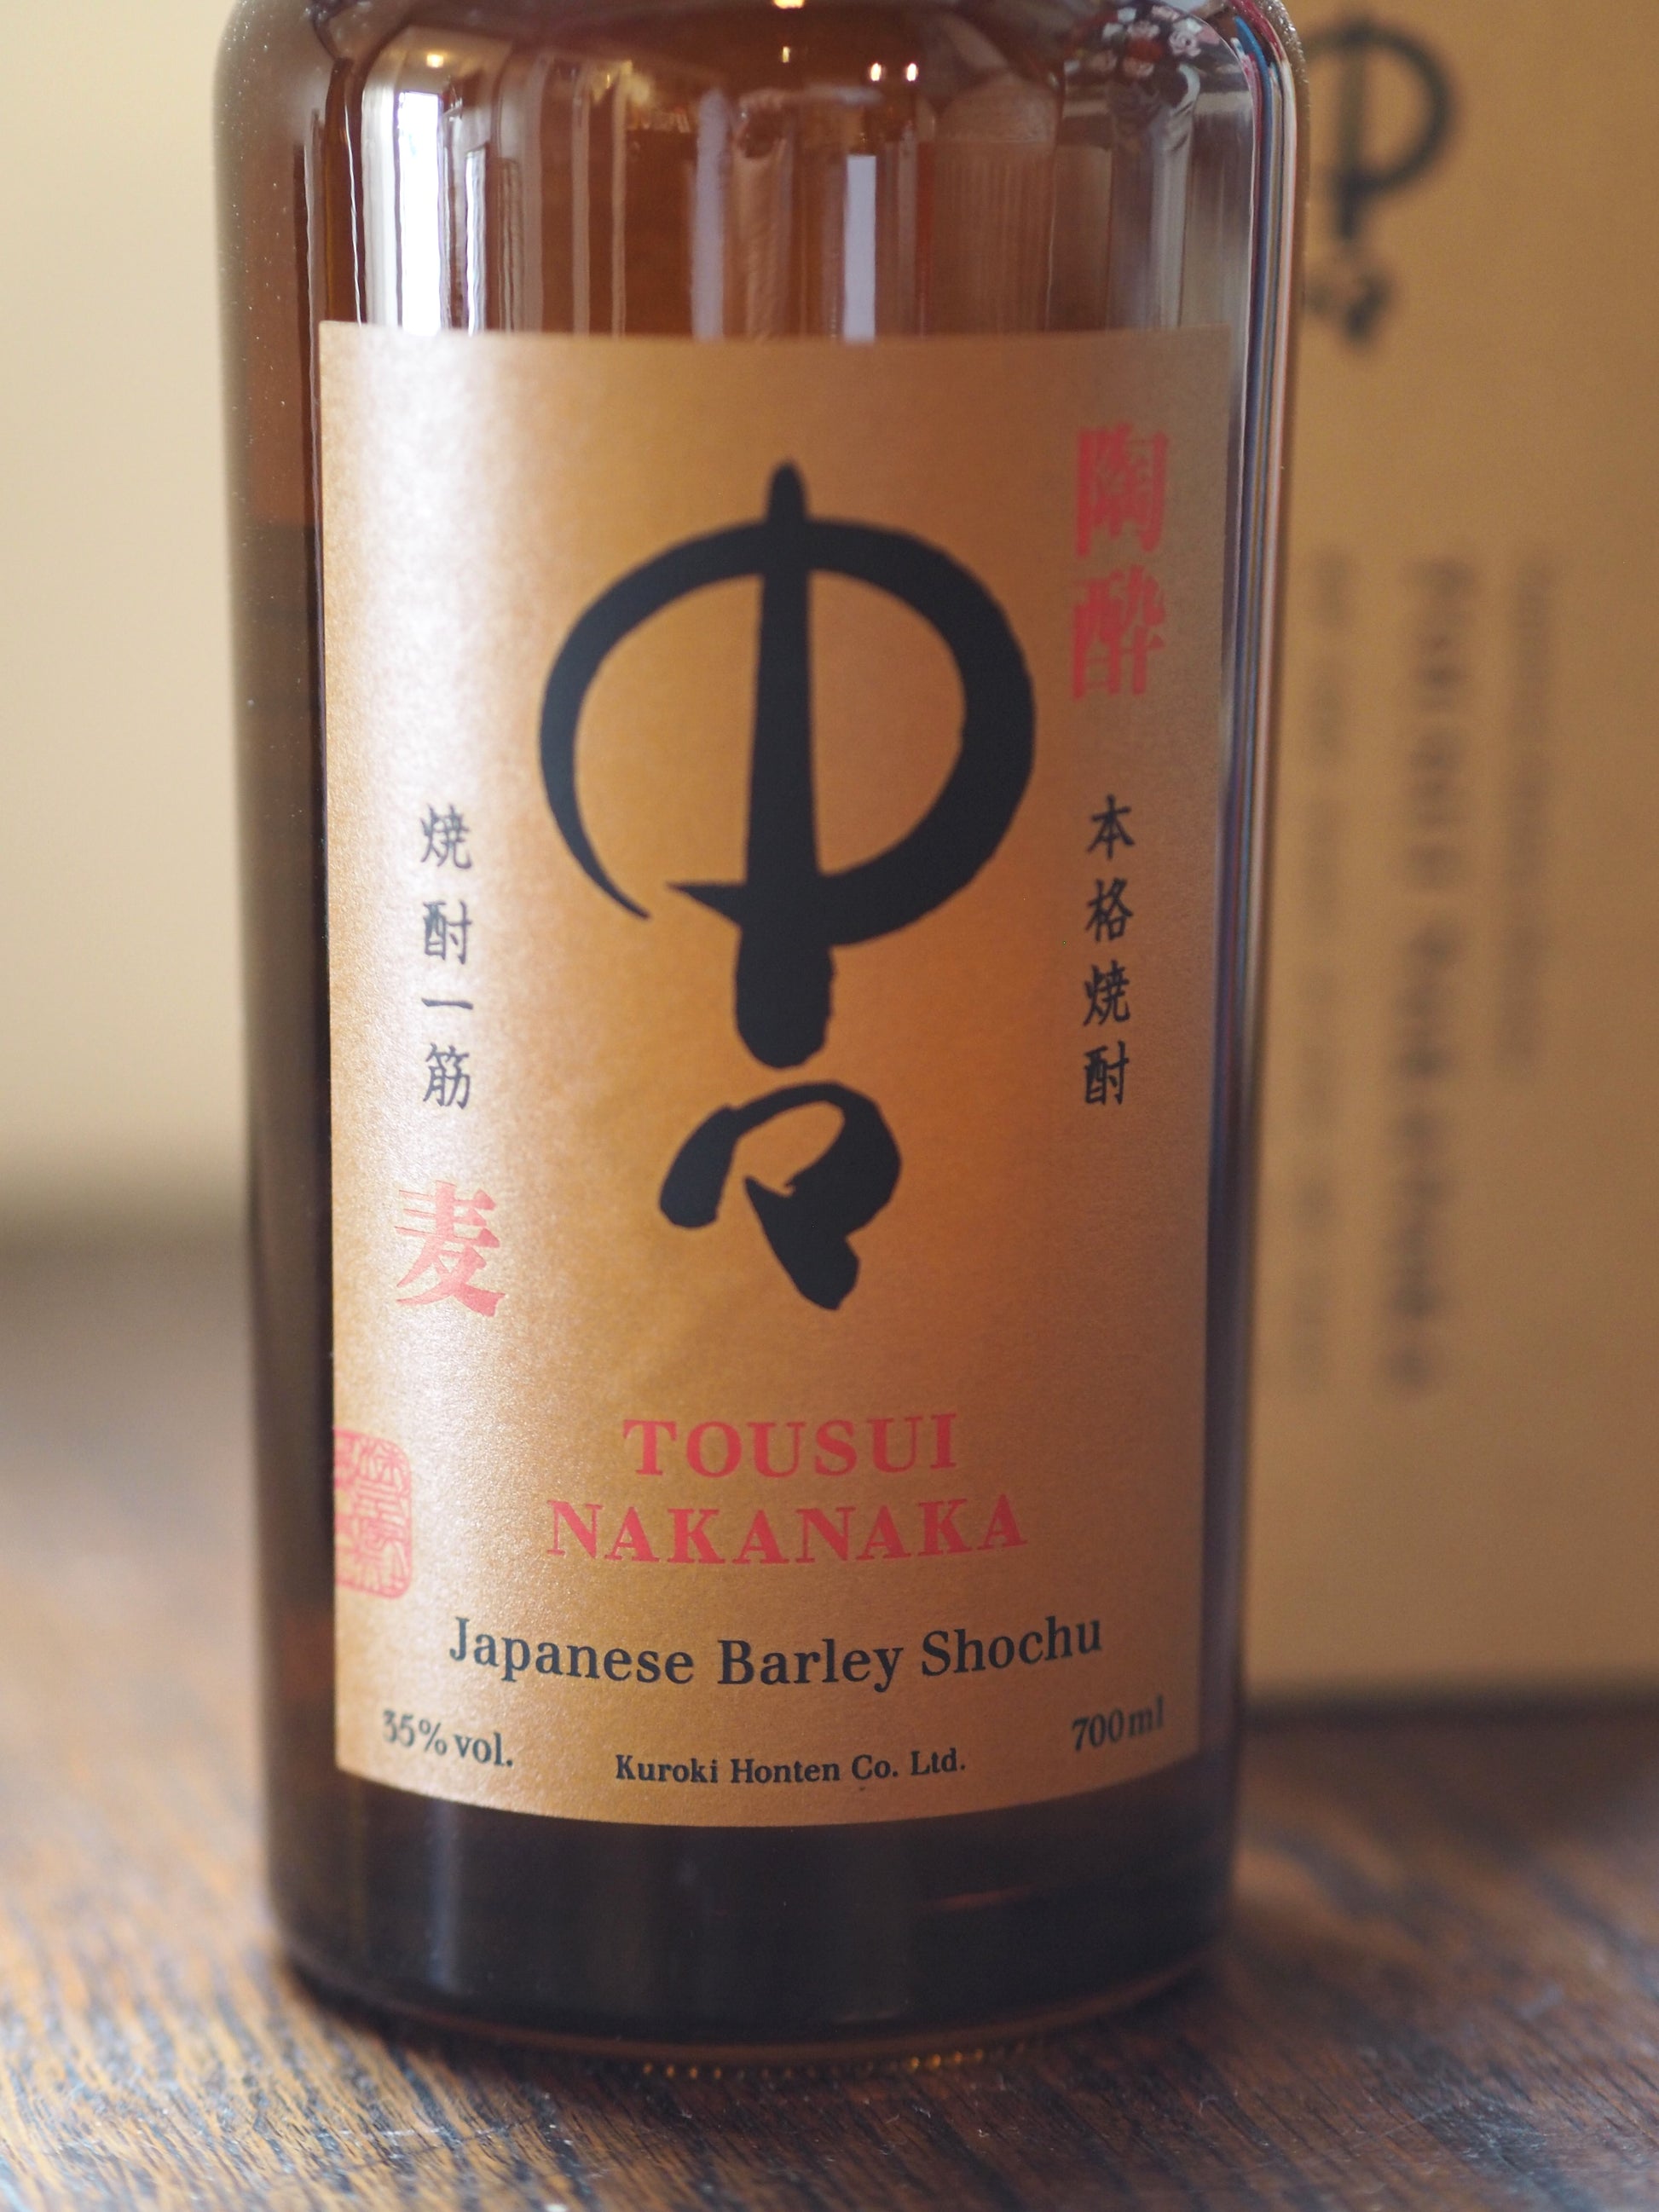 陶酔
本格焼酎
中々
焼酎一筋
麦
TOUSUI
NAKANAKA
Japanese Barley Shochu
35% vol.
Kuroki Honten Co. Ltd.
700ml